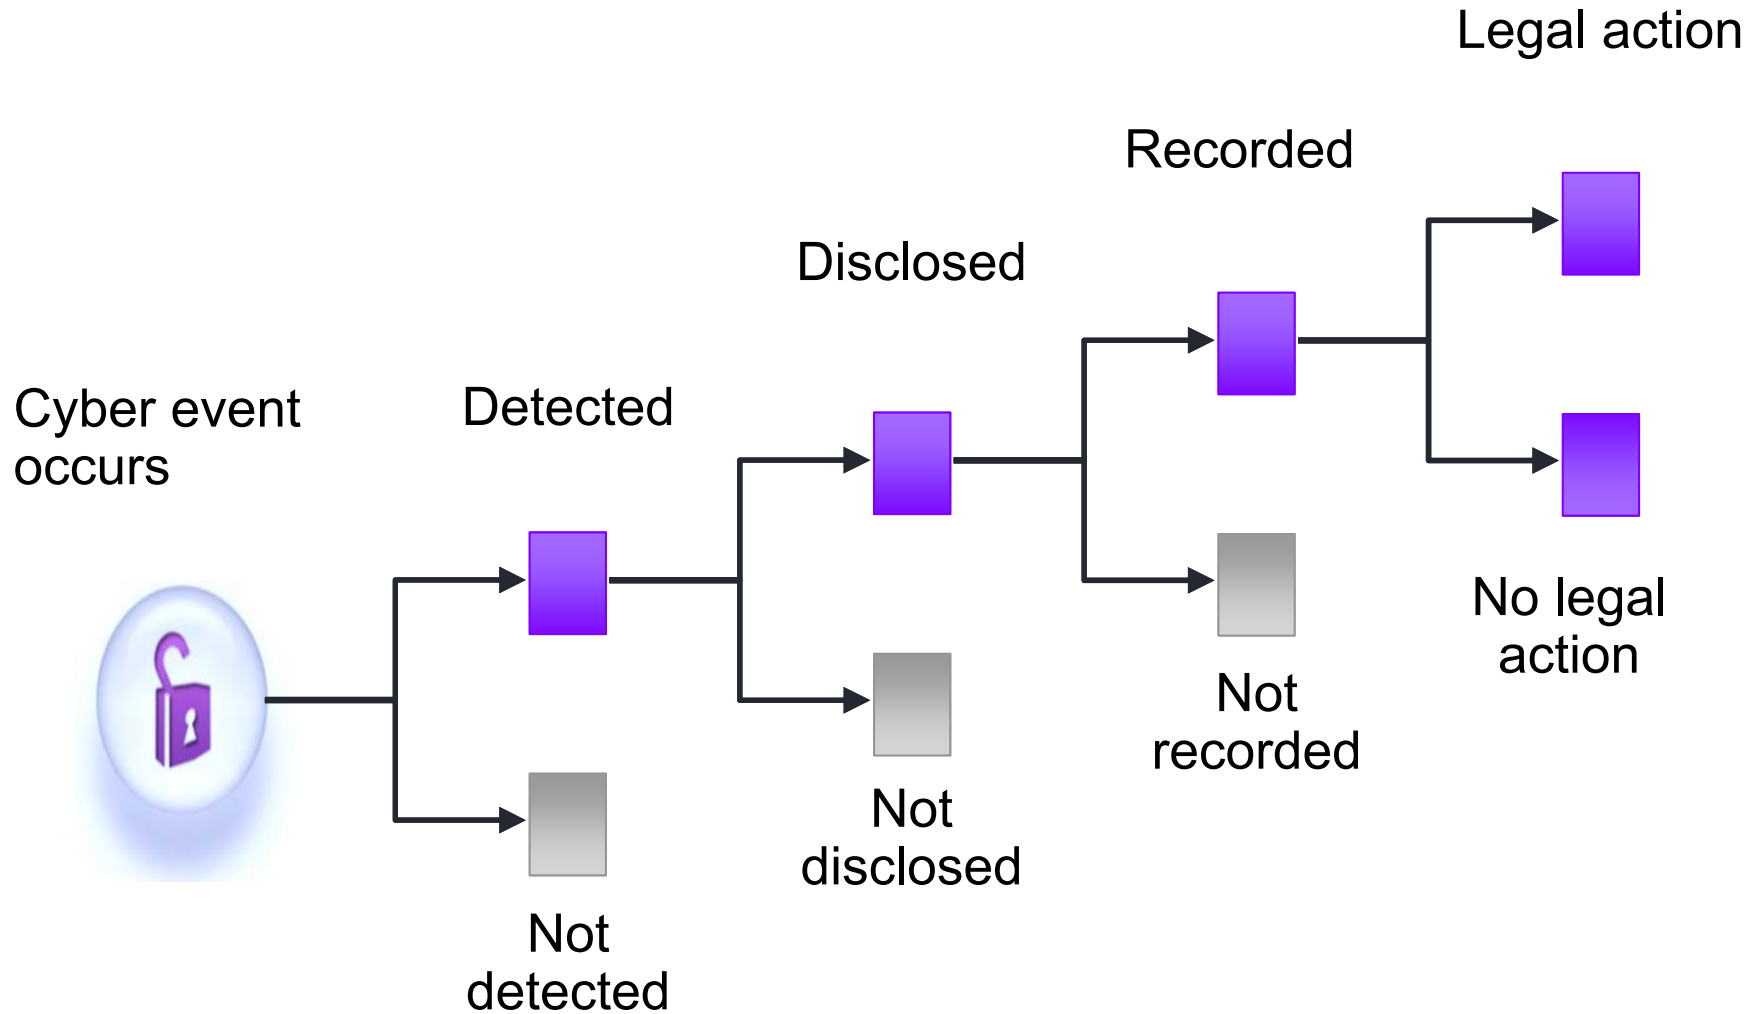 Legal action
Recorded
Disclosed
Cyber event
occurs
Detected
No legal
action
Not
recorded
Not
disclosed
Not
detected